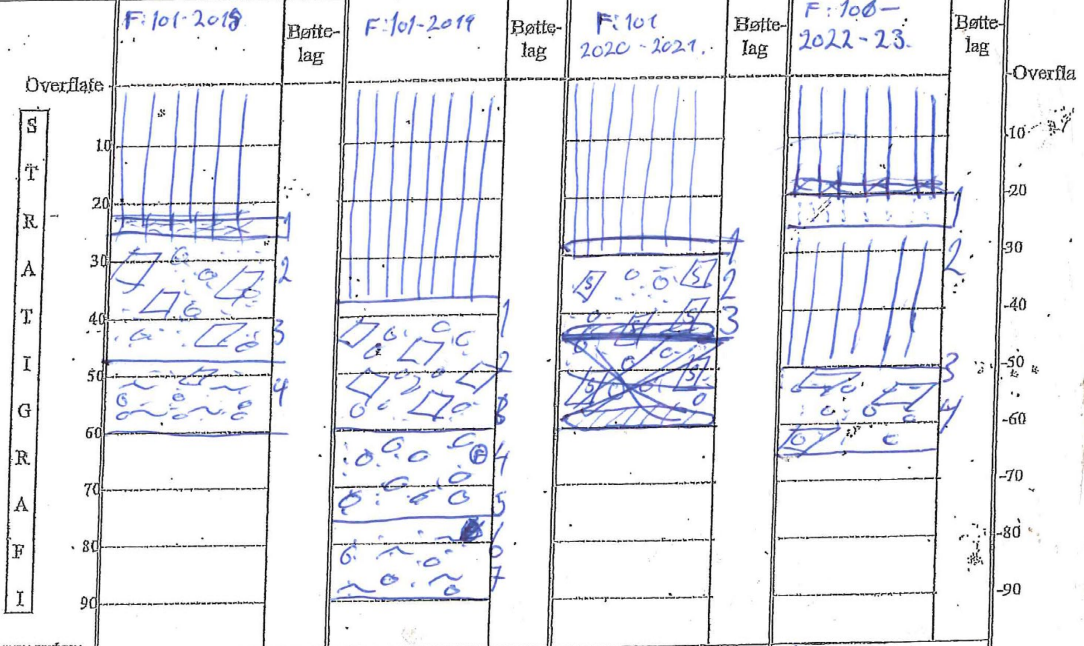 F:101-2018
Bøtte-
lag
F:101-2019
Bøtte-
lag
F:101
2020-2021.
Bøtte-
lag
F:100-
2022-23.
Bøtte-
lag
Overflate
Overfla
STRATIGRAFI
10
20
30
40
50
60
70
80
90
1
2
3
4
1
2
3
4
5
6
7
1
2
3
1
2
3
4
S
S
S
S
S
S
F
-10
-20
-30
-40
-50
-60
-70
-80
-90